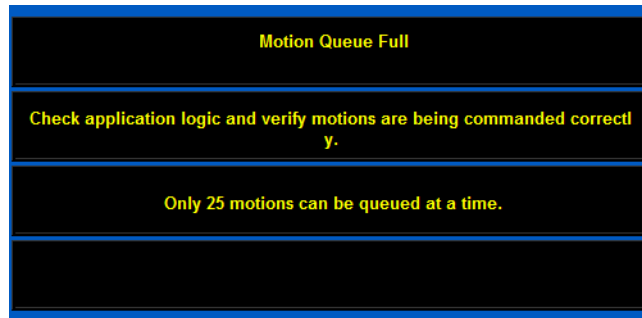 Motion Queue Full
Check application logic and verify motions are being commanded correctl
y.
Only 25 motions can be queued at a time.